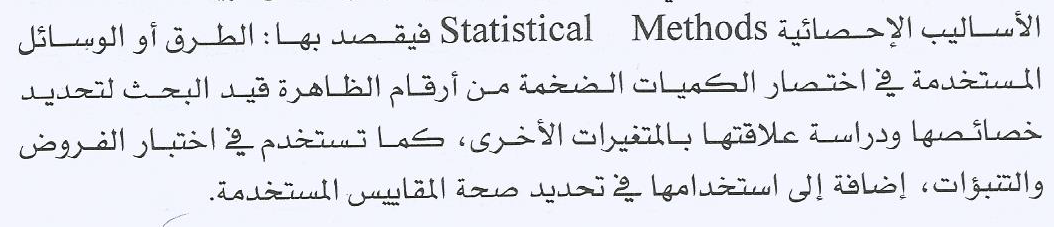 الأساليب الإحصائية Statistical Methods فيقصد بها: الطرق أو الوسائل
المستخدمة في اختصار الكميات الضخمة من أرقام الظاهرة قيد البحث لتحديد
خصائصها ودراسة علاقتها بالمتغيرات الأخرى، كما تستخدم في اختبار الفروض
والتنبؤات، إضافة إلى استخدامها في تحديد صحة المقاييس المستخدمة.